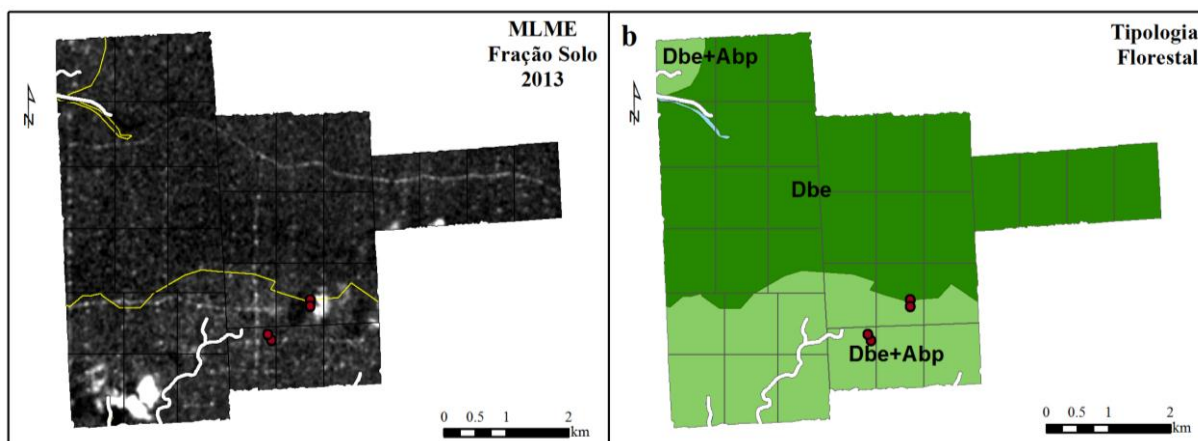 MLME
Fração Solo
2013
N
0 0.5 1 2
km
b
Tipologia
Florestal
Dbe+Abp
N
Dbe
Dbe+Abp
0 0.5 1 2
km